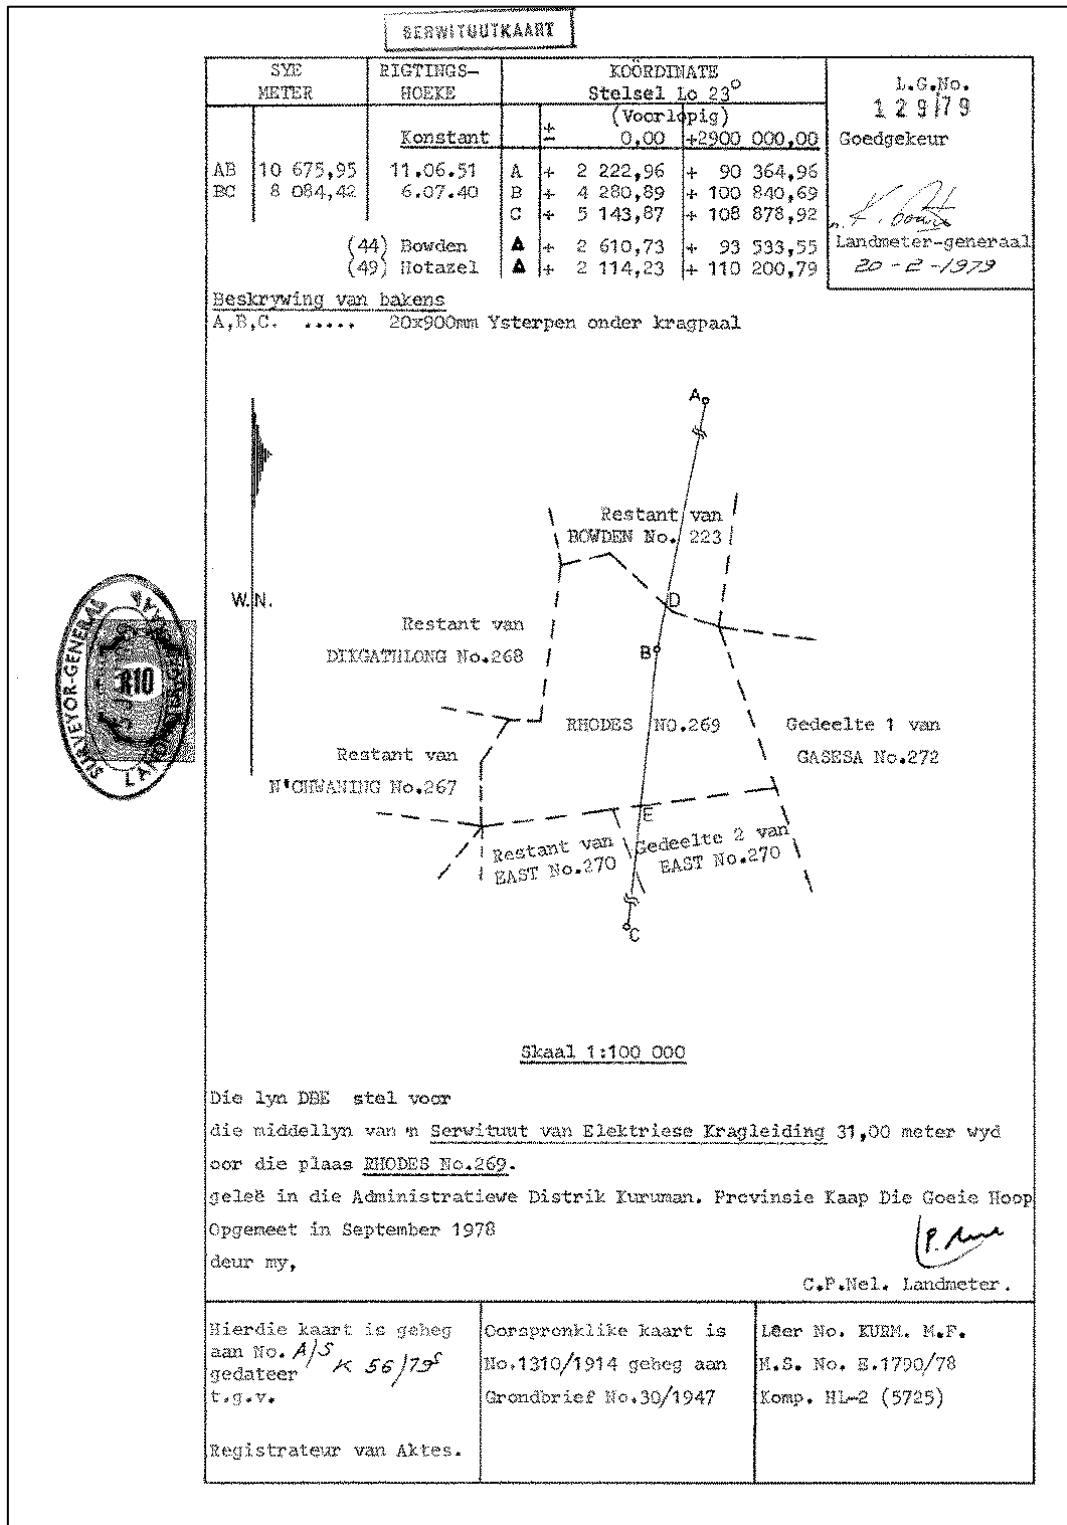 SERWITUUTKAART
SYE METER RIGTINGS-HOEKE KOÖRDINATE
Stelsel Lo 23°
(Voorlopig)
Konstant ± 0,00 +2900 000,00
AB 10 675,95 11.06.51 A + 2 222,96 + 90 364,96
BC 8 084,42 6.07.40 B + 4 280,89 + 100 840,69
C + 5 143,87 + 108 878,92
(44) Bowden ▲ + 2 610,73 + 93 533,55
(49) Hotazel ▲ + 2 114,23 + 110 200,79
L.G.No.
129/79
Goedgekeur
Landmeter-generaal
20-2-1979
Beskrywing van bakens
A,B,C. ..... 20x900mm Ysterpen onder kragpaal
A
Restant van
BOWDEN No. 223
W.N.
D
Restant van
DIKGATHLONG No.268
B
RHODES NO.269
Gedeelte 1 van
GASESA No.272
Restant van
N'CHWANING No.267
E
Restant van
EAST No.270
Gedeelte 2 van
EAST No.270
C
SURVEYOR-GENERAL
R10
Skaal 1:100 000
Die lyn DBE stel voor
die middellyn van 'n Serwituut van Elektriese Kragleiding 31,00 meter wyd
oor die plaas RHODES No.269.
geleë in die Administratiewe Distrik Kuruman. Provinsie Kaap Die Goeie Hoop
Opgemeet in September 1978
deur my,
C.P.Nel. Landmeter.
Hierdie kaart is geheg
aan No. A/S K 56/79S
gedateer
t.g.v.
Registrateur van Aktes.
Oorspronklike kaart is
No.1310/1914 geheg aan
Grondbrief No.30/1947
Lêer No. KURM. M.F.
M.S. No. E.1790/78
Komp. HL-2 (5725)